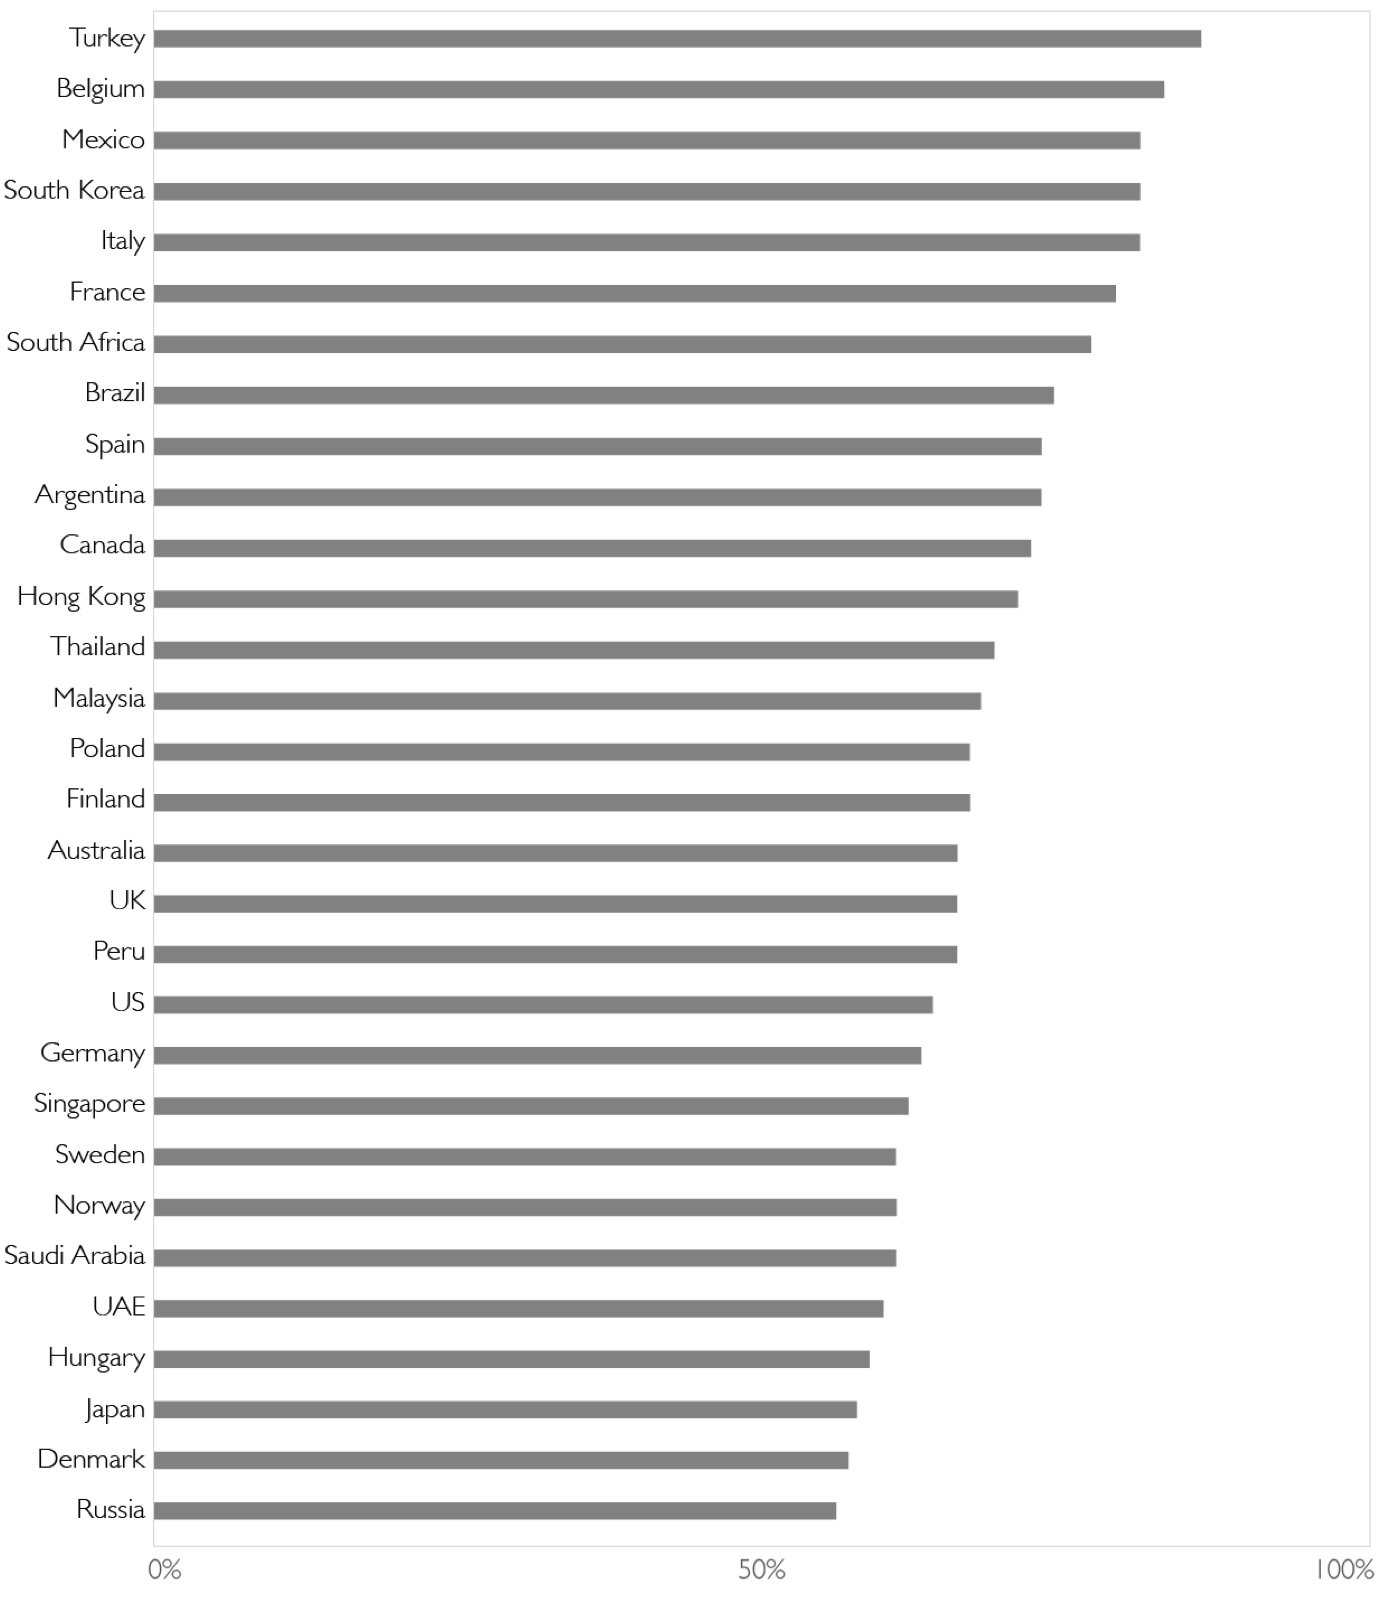 Turkey
Belgium
Mexico
South Korea
Italy
France
South Africa
Brazil
Spain
Argentina
Canada
Hong Kong
Thailand
Malaysia
Poland
Finland
Australia
UK
Peru
US
Germany
Singapore
Sweden
Norway
Saudi Arabia
UAE
Hungary
Japan
Denmark
Russia
0% 50% 100%